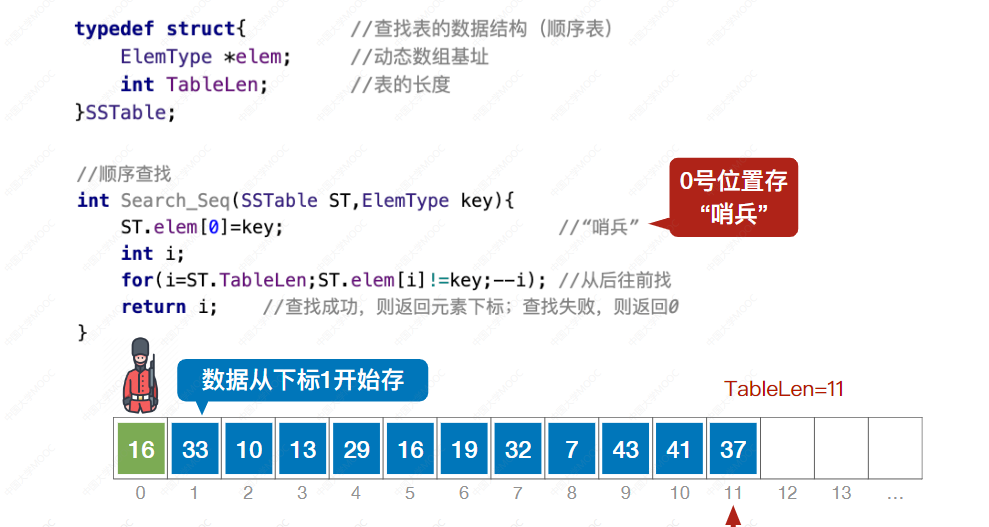 typedef struct{ //查找表的数据结构（顺序表）
ElemType *elem; //动态数组基址
int TableLen; //表的长度
}SSTable;
//顺序查找
int Search_Seq(SSTable ST,ElemType key){
ST.elem[0]=key; //“哨兵”
0号位置存
“哨兵”
int i;
for(i=ST.TableLen;ST.elem[i]!=key;--i); //从后往前找
return i; //查找成功，则返回元素下标；查找失败，则返回0
}
数据从下标1开始存
TableLen=11
16 33 10 13 29 16 19 32 7 43 41 37
0 1 2 3 4 5 6 7 8 9 10 11 12 13 ...